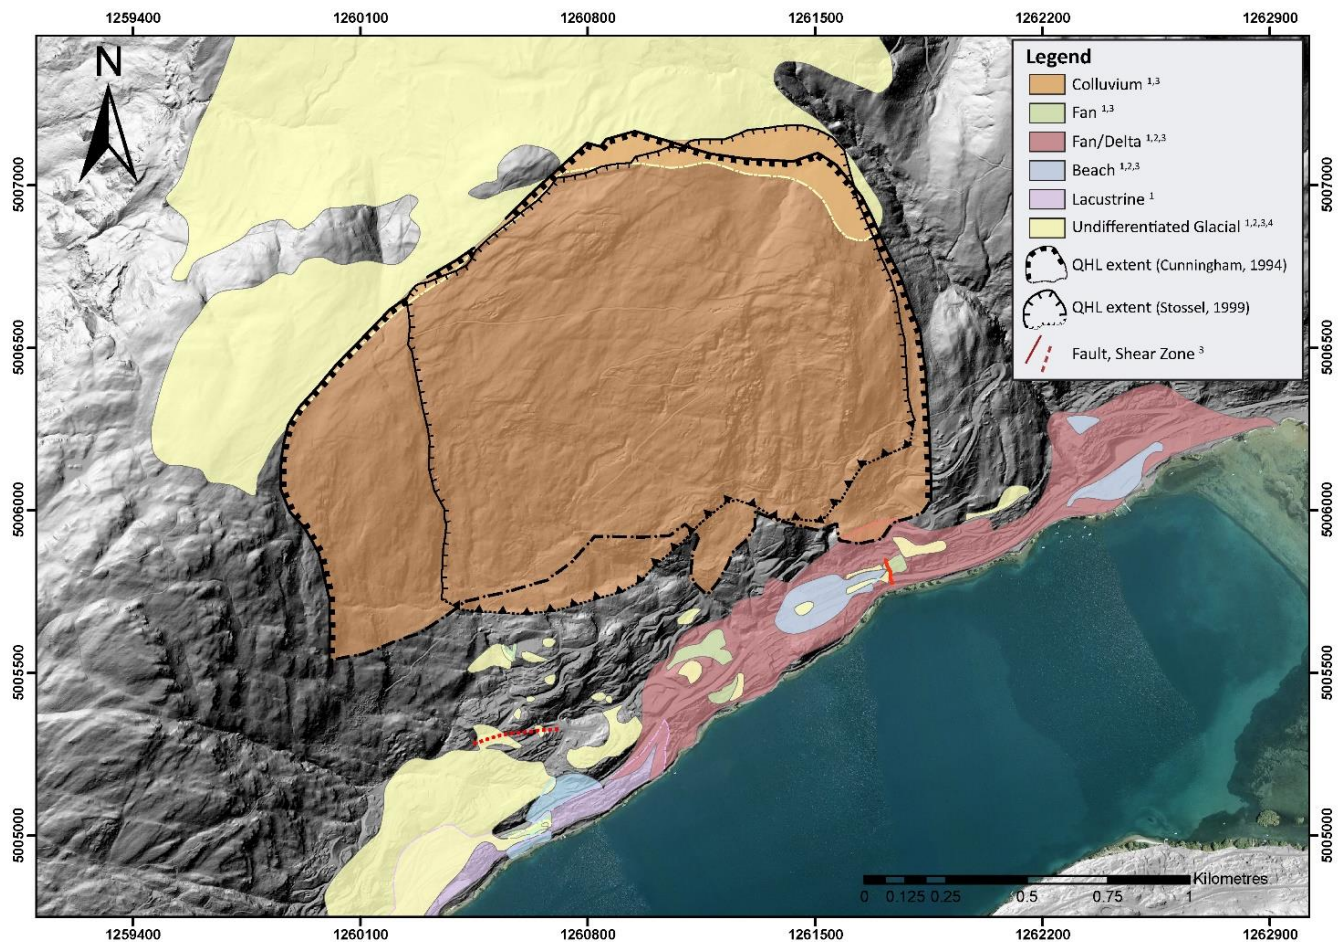 1259400 1260100 1260800 1261500 1262200 1262900
N
Legend
Colluvium 1,3
Fan 1,3
Fan/Delta 1,2,3
Beach 1,2,3
Lacustrine 1
Undifferentiated Glacial 1,2,3,4
QHL extent (Cunningham, 1994)
QHL extent (Stossel, 1999)
Fault, Shear Zone 3
5007000 5007000
5006500 5006500
5006000 5006000
5005500 5005500
5005000 5005000
Kilometres
0 0.125 0.25 0.5 0.75 1
1259400 1260100 1260800 1261500 1262200 1262900